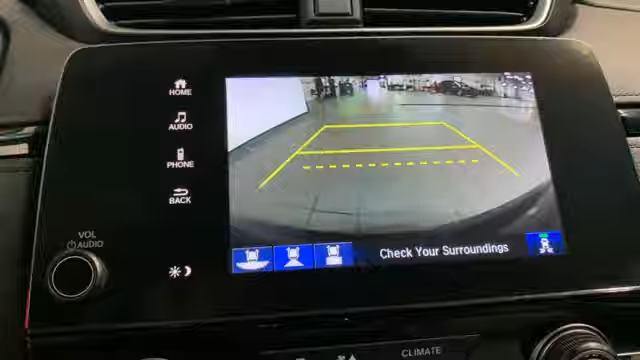 HOME
AUDIO
PHONE
BACK
VOL
AUDIO
Check Your Surroundings
CLIMATE